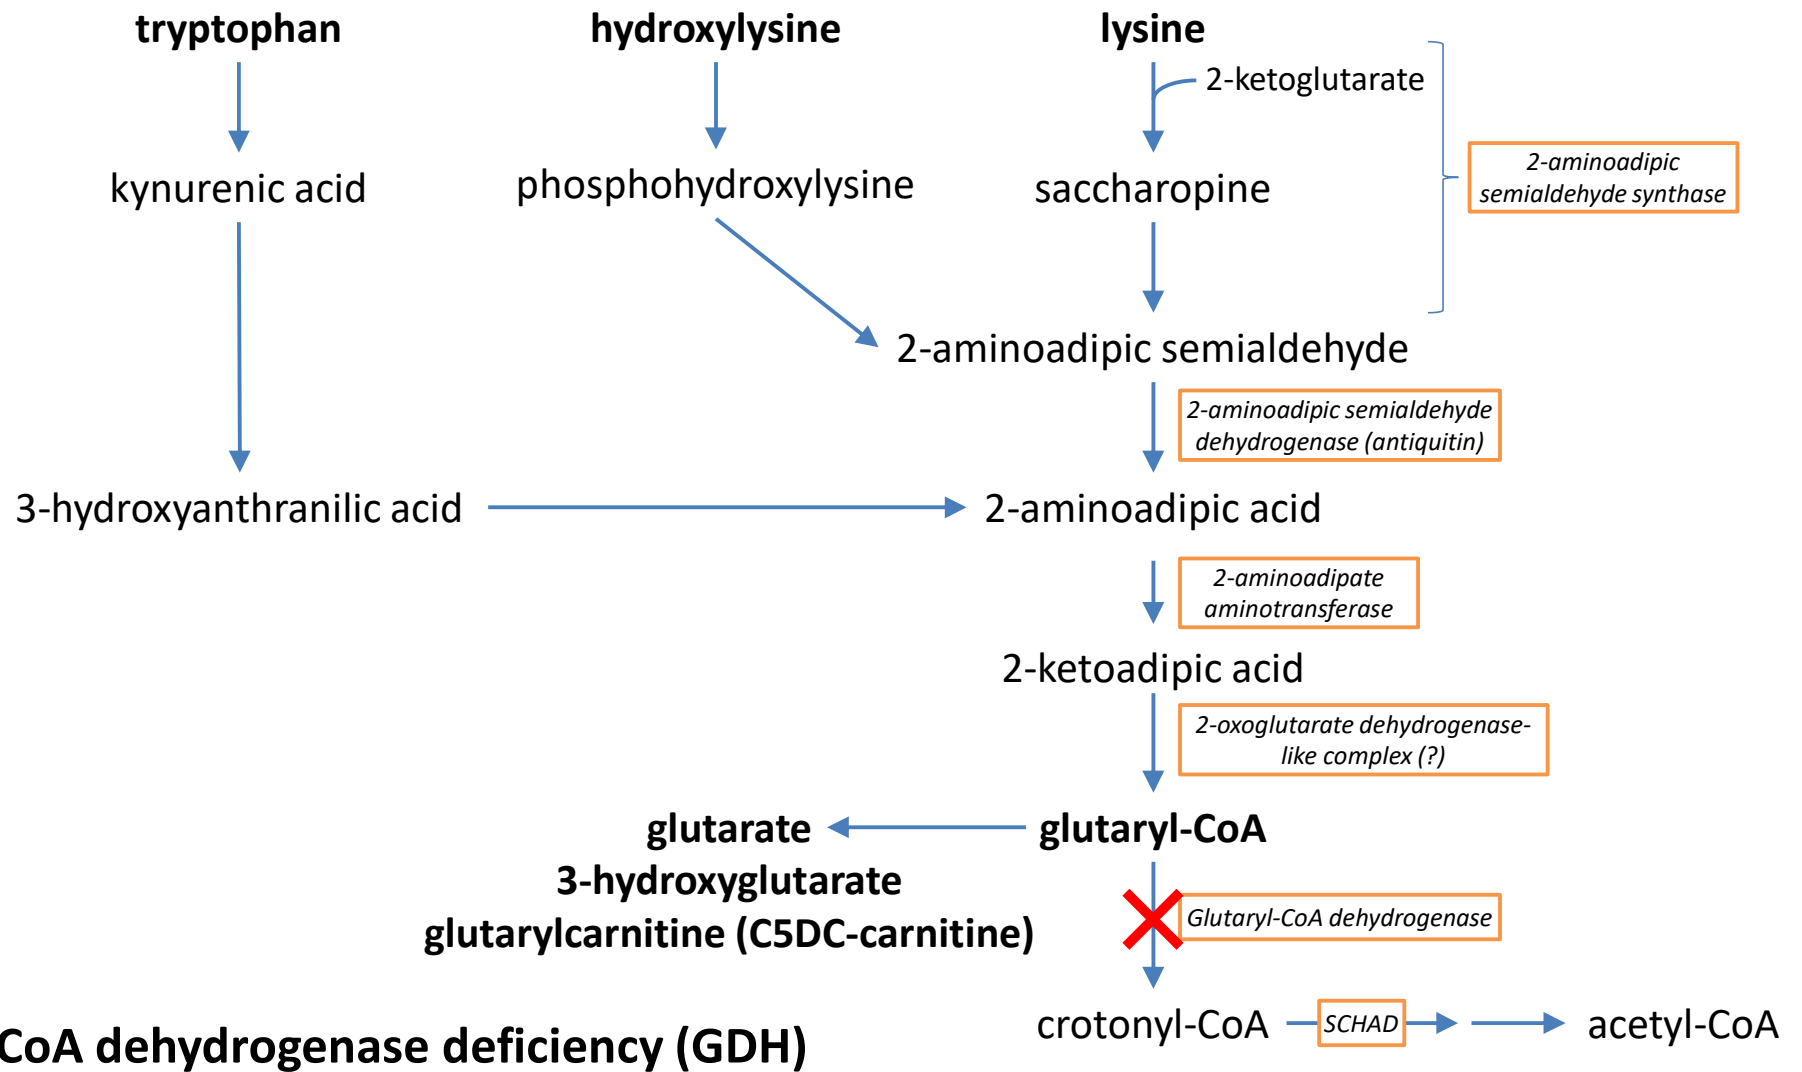 tryptophan
hydroxylysine
lysine
2-ketoglutarate
kynurenic acid
phosphohydroxylysine
saccharopine
2-aminoadipic
semialdehyde synthase
2-aminoadipic semialdehyde
2-aminoadipic semialdehyde
dehydrogenase (antiquitin)
3-hydroxyanthranilic acid
2-aminoadipic acid
2-aminoadipate
aminotransferase
2-ketoadipic acid
2-oxoglutarate dehydrogenase-
like complex (?)
glutarate
glutaryl-CoA
3-hydroxyglutarate
glutarylcarnitine (C5DC-carnitine)
Glutaryl-CoA dehydrogenase
crotonyl-CoA
SCHAD
acetyl-CoA
CoA dehydrogenase deficiency (GDH)